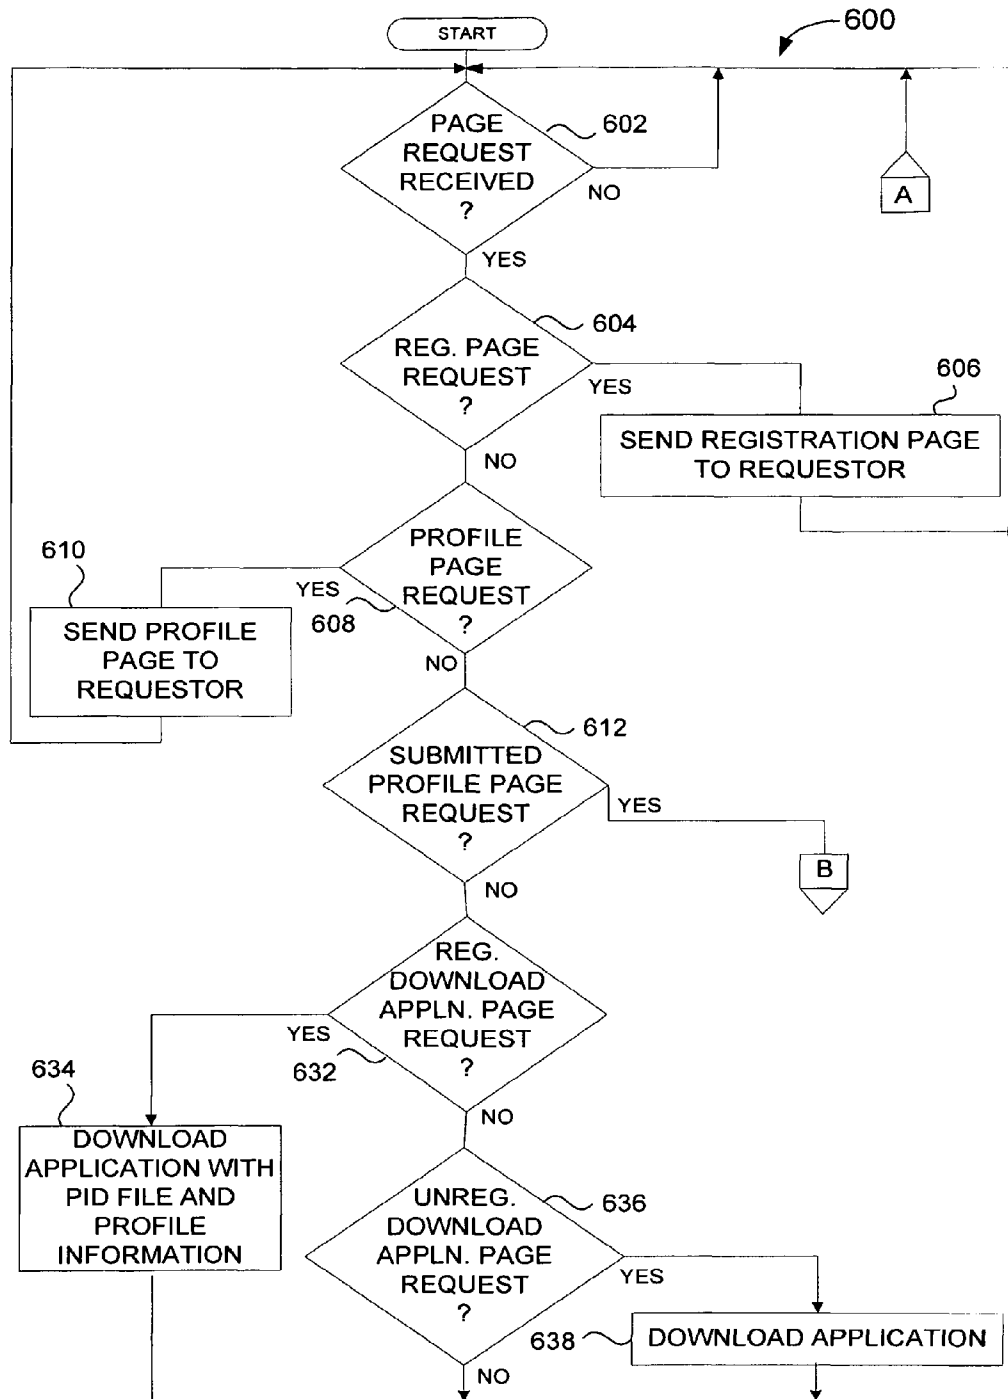 START
600
PAGE
REQUEST
RECEIVED
?
602
NO
A
YES
REG. PAGE
REQUEST
?
604
YES
606
SEND REGISTRATION PAGE
TO REQUESTOR
NO
PROFILE
PAGE
REQUEST
?
608
YES
610
SEND PROFILE
PAGE TO
REQUESTOR
NO
SUBMITTED
PROFILE PAGE
REQUEST
?
612
YES
B
NO
REG.
DOWNLOAD
APPLN. PAGE
REQUEST
?
632
YES
634
DOWNLOAD
APPLICATION WITH
PID FILE AND
PROFILE
INFORMATION
NO
UNREG.
DOWNLOAD
APPLN. PAGE
REQUEST
?
636
YES
638
DOWNLOAD APPLICATION
NO